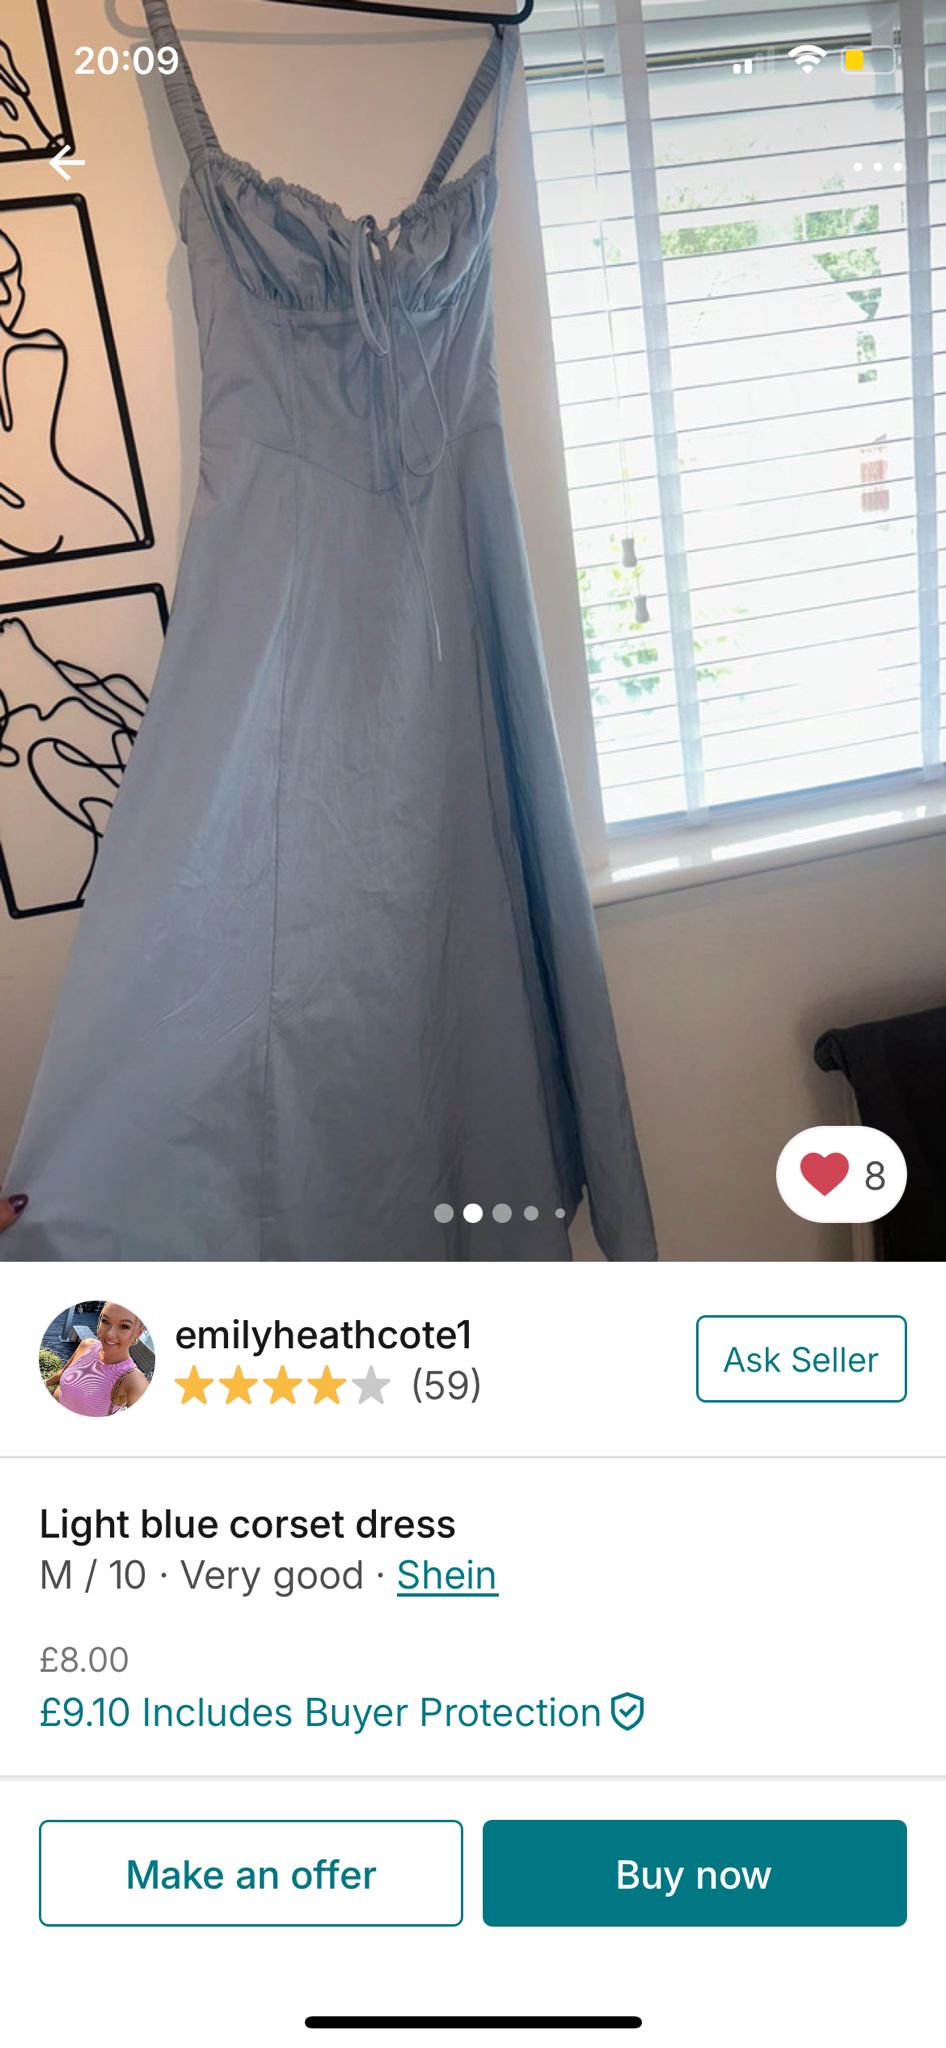 20:09
8
emilyheathcote1
(59)
Ask Seller
Light blue corset dress
M / 10 · Very good · Shein
£8.00
£9.10 Includes Buyer Protection
Make an offer
Buy now